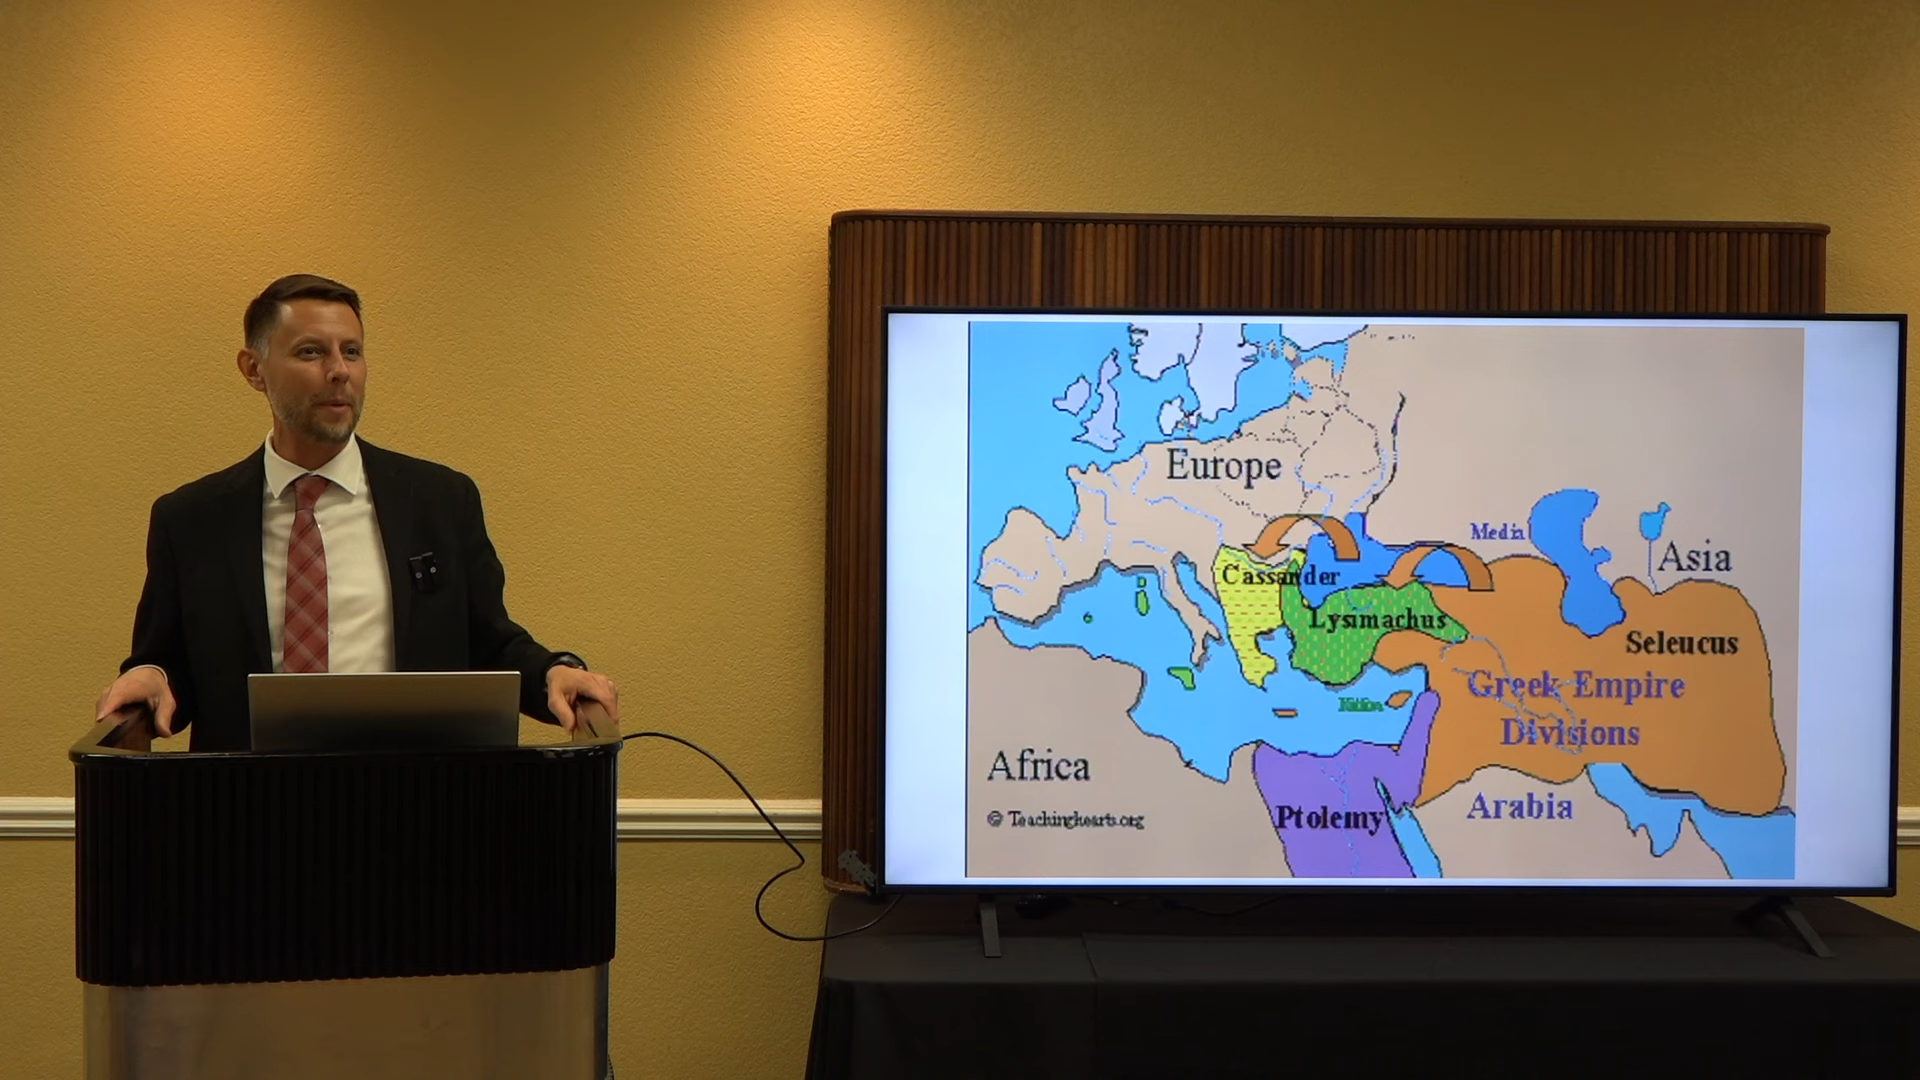 Europe
Media
Asia
Cassander
Lysimachus
Seleucus
Greek Empire
Divisions
Africa
Arabia
Ptolemy
© Teachinghearts.org